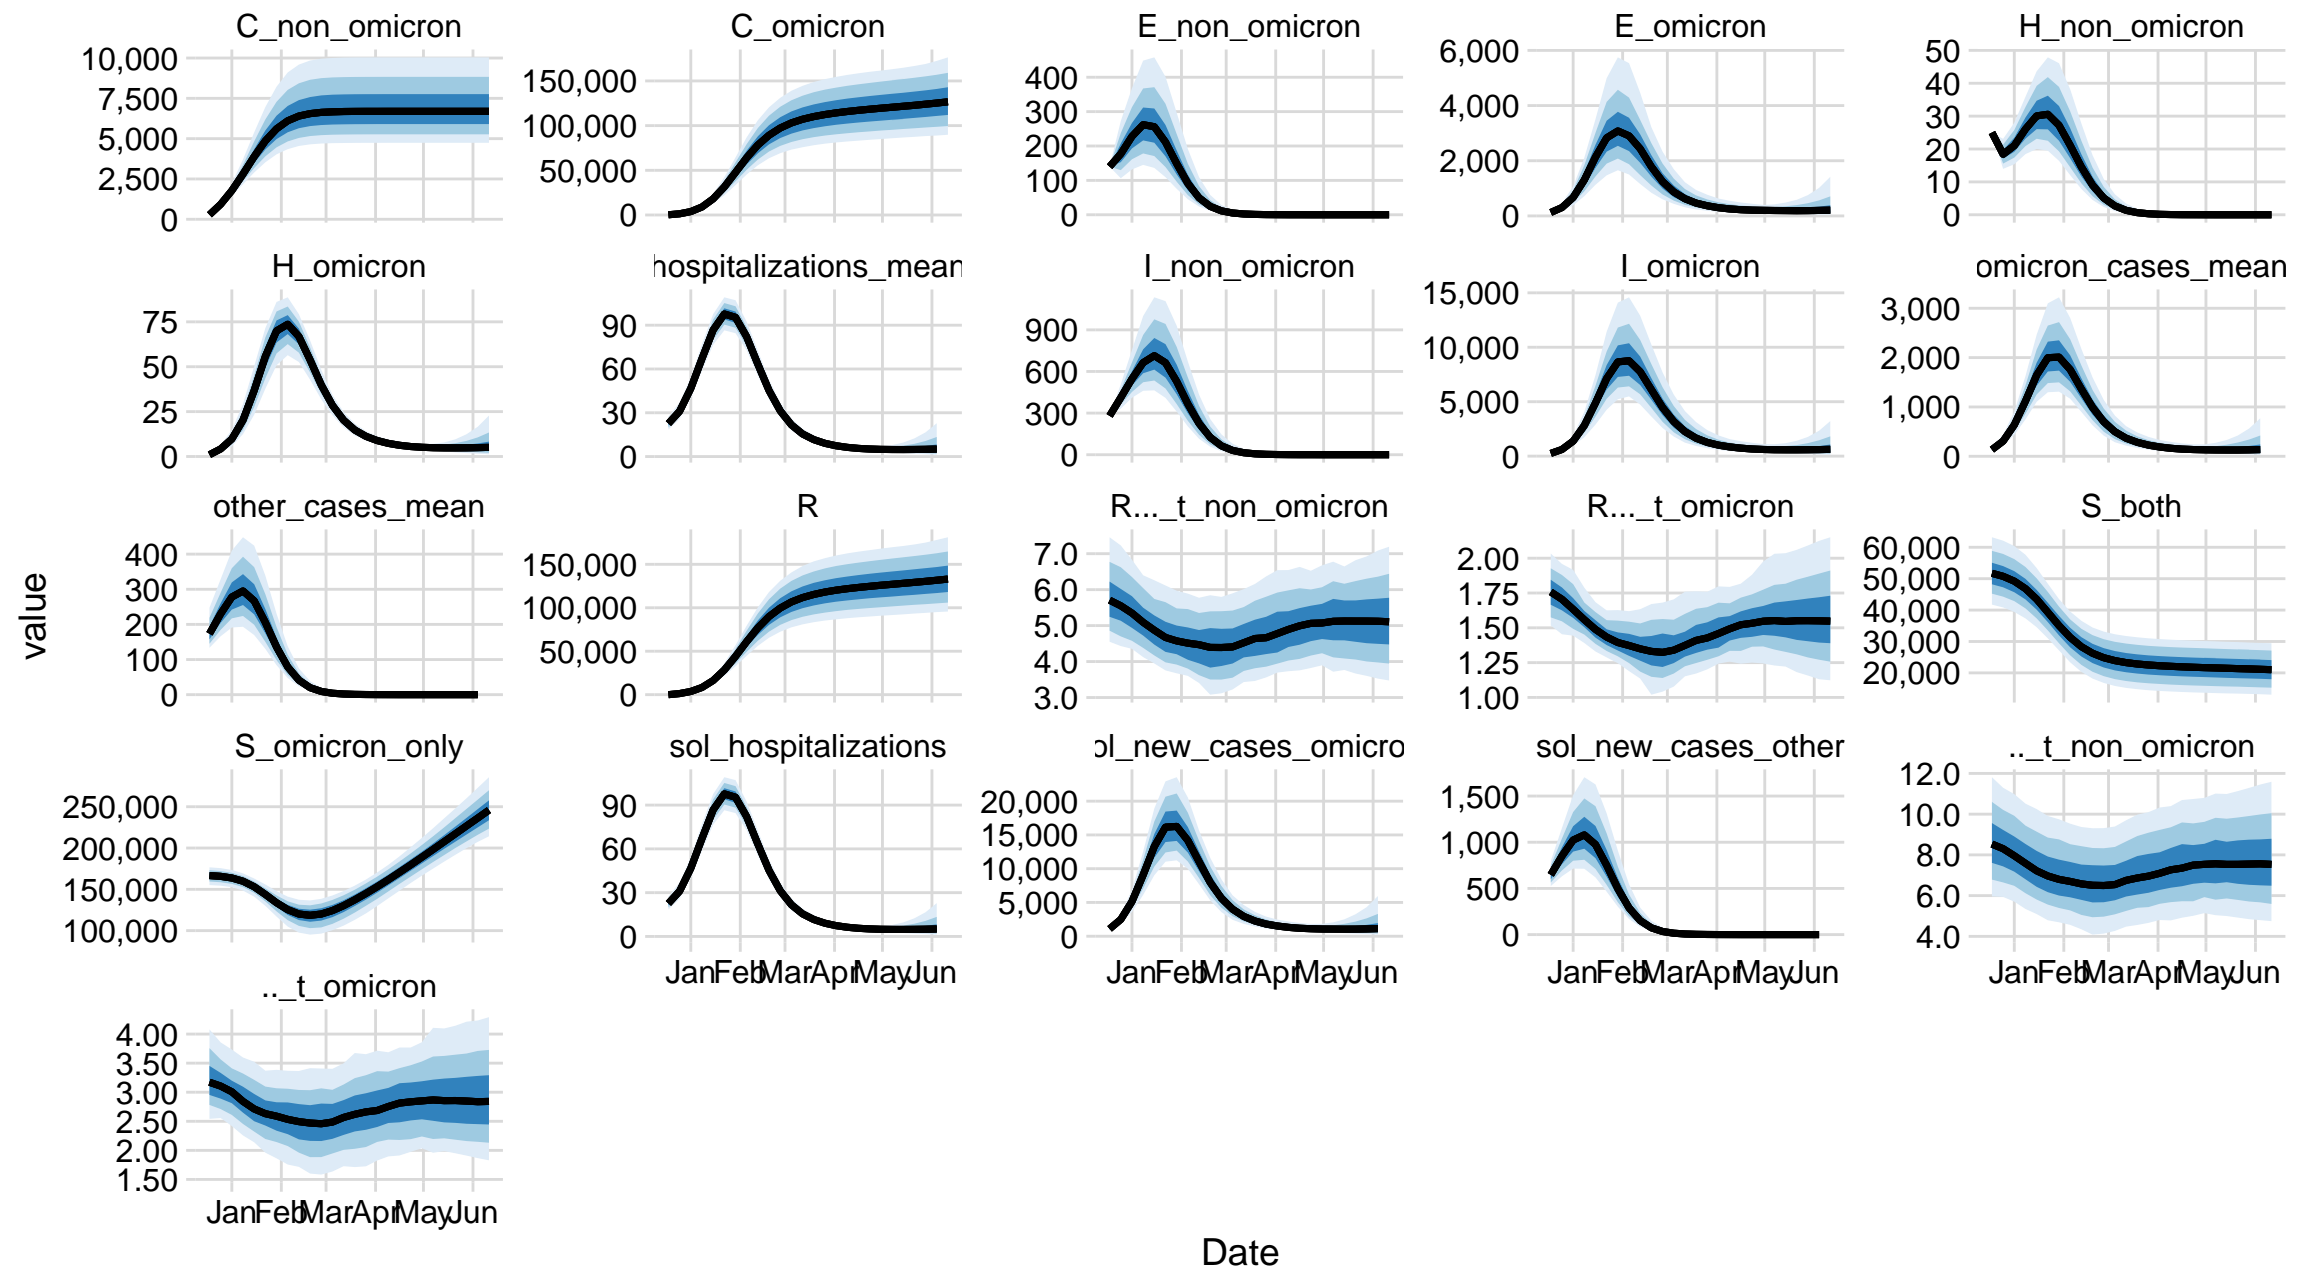 C_non_omicron C_omicron E_non_omicron E_omicron H_non_omicron
10,000 7,500 5,000 2,500 0
150,000 100,000 50,000 0
400 300 200 100 0
6,000 4,000 2,000 0
50 40 30 20 10 0
H_omicron hospitalizations_mean I_non_omicron I_omicron omicron_cases_mean
75 50 25 0
90 60 30 0
900 600 300 0
15,000 10,000 5,000 0
3,000 2,000 1,000 0
other_cases_mean R R..._t_non_omicron R..._t_omicron S_both
400 300 200 100 0
150,000 100,000 50,000 0
7.0 6.0 5.0 4.0 3.0
2.00 1.75 1.50 1.25 1.00
60,000 50,000 40,000 30,000 20,000
value
S_omicron_only sol_hospitalizations ol_new_cases_omicro sol_new_cases_other .._t_non_omicron
250,000 200,000 150,000 100,000
90 60 30 0
20,000 15,000 10,000 5,000 0
1,500 1,000 500 0
12.0 10.0 8.0 6.0 4.0
Jan Feb Mar Apr May Jun
Jan Feb Mar Apr May Jun
Jan Feb Mar Apr May Jun
Jan Feb Mar Apr May Jun
.._t_omicron
4.00 3.50 3.00 2.50 2.00 1.50
Jan Feb Mar Apr May Jun
Date